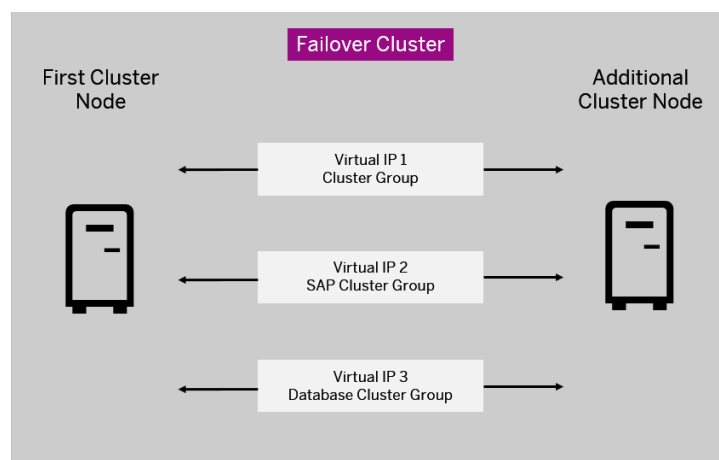 Failover Cluster
First Cluster
Node
Additional
Cluster Node
Virtual IP 1
Cluster Group
Virtual IP 2
SAP Cluster Group
Virtual IP 3
Database Cluster Group